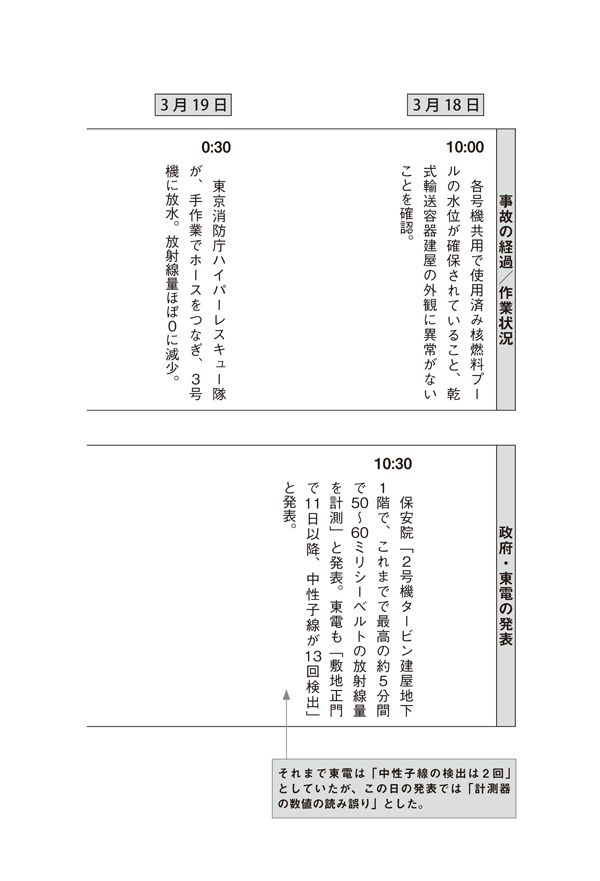 3月18日
3月19日
事故の経過／作業状況
10:00
各号機共用で使用済み核燃料プー
ルの水位が確保されていること、乾
式輸送容器建屋の外観に異常がない
ことを確認。
0:30
東京消防庁ハイパーレスキュー隊
が、手作業でホースをつなぎ、3号
機に放水。放射線量ほぼ0に減少。
政府・東電の発表
10:30
保安院「2号機タービン建屋地下
1階で、これまでで最高の約5分間
で50〜60ミリシーベルトの放射線量
を計測」と発表。東電も「敷地正門
で11日以降、中性子線が13回検出」
と発表。
それまで東電は「中性子線の検出は2回」
としていたが、この日の発表では「計測器
の数値の読み誤り」とした。